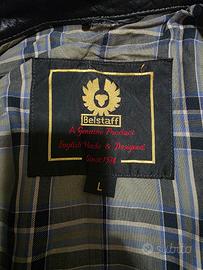 Belstaff
A Genuine Product
English Made & Designed
Since 1924
L
subito